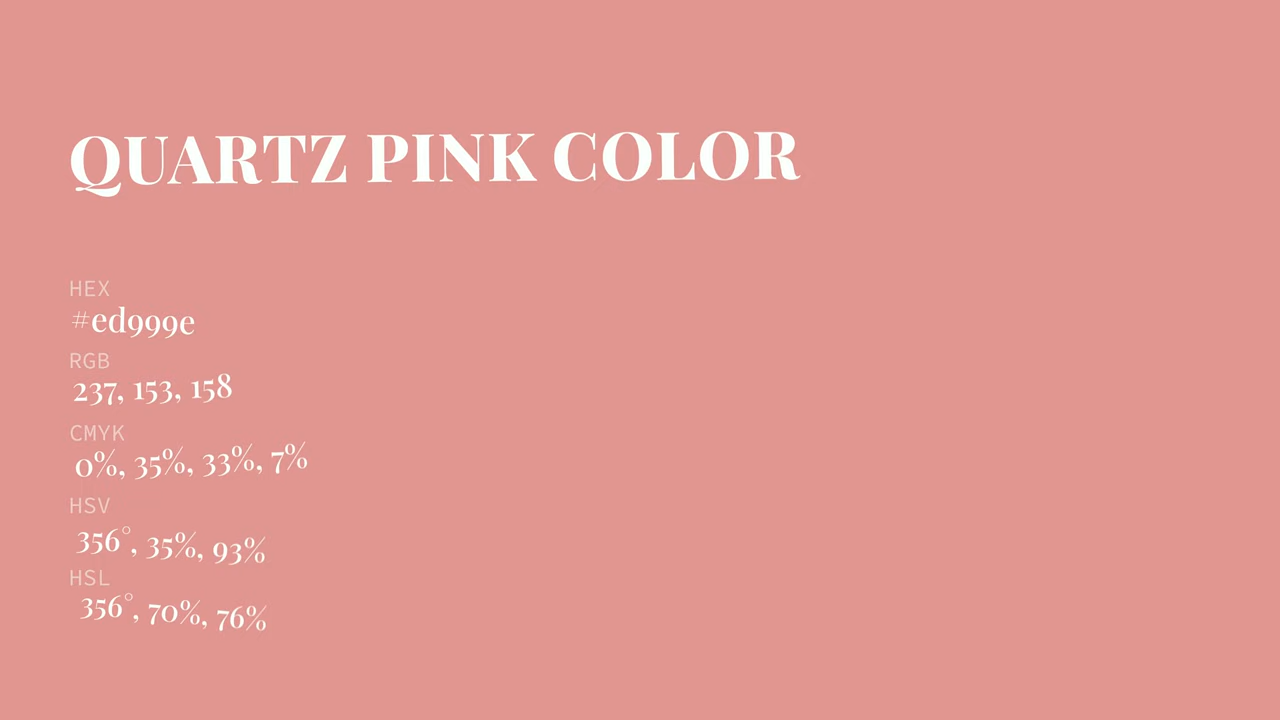 QUARTZ PINK COLOR
HEX
#ed999e
RGB
237, 153, 158
CMYK
0%, 35%, 33%, 7%
HSV
356°, 35%, 93%
HSL
356°, 70%, 76%